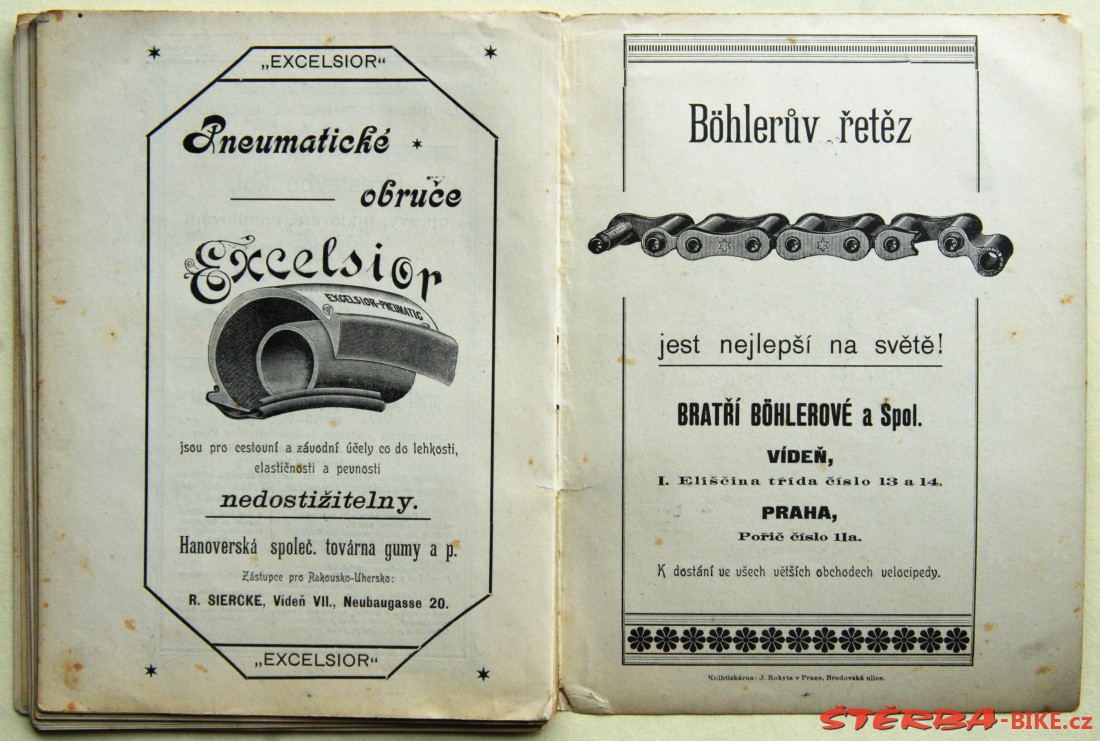 „EXCELSIOR“
Pneumatické
obruče
Excelsior
EXCELSIOR-PNEUMATIC
jsou pro cestovní a závodní účely co do lehkosti,
elastičnosti a pevnosti
nedostižitelny.
Hanoverská společ. továrna gumy a p.
Zástupce pro Rakousko-Uhersko:
R. SIERCKE, Vídeň VII., Neubaugasse 20.
„EXCELSIOR“
Böhlerův řetěz
jest nejlepší na světě!
BRATŘÍ BÖHLEROVÉ a Spol.
VÍDEŇ,
I. Eliščina třída číslo 13 a 14.
PRAHA,
Pořič číslo 11a.
K dostání ve všech větších obchodech velocipedy.
Knihtiskárna: J. Rokyta v Praze, Bredovská ulice.
ŠTĚRBA-BIKE.cz